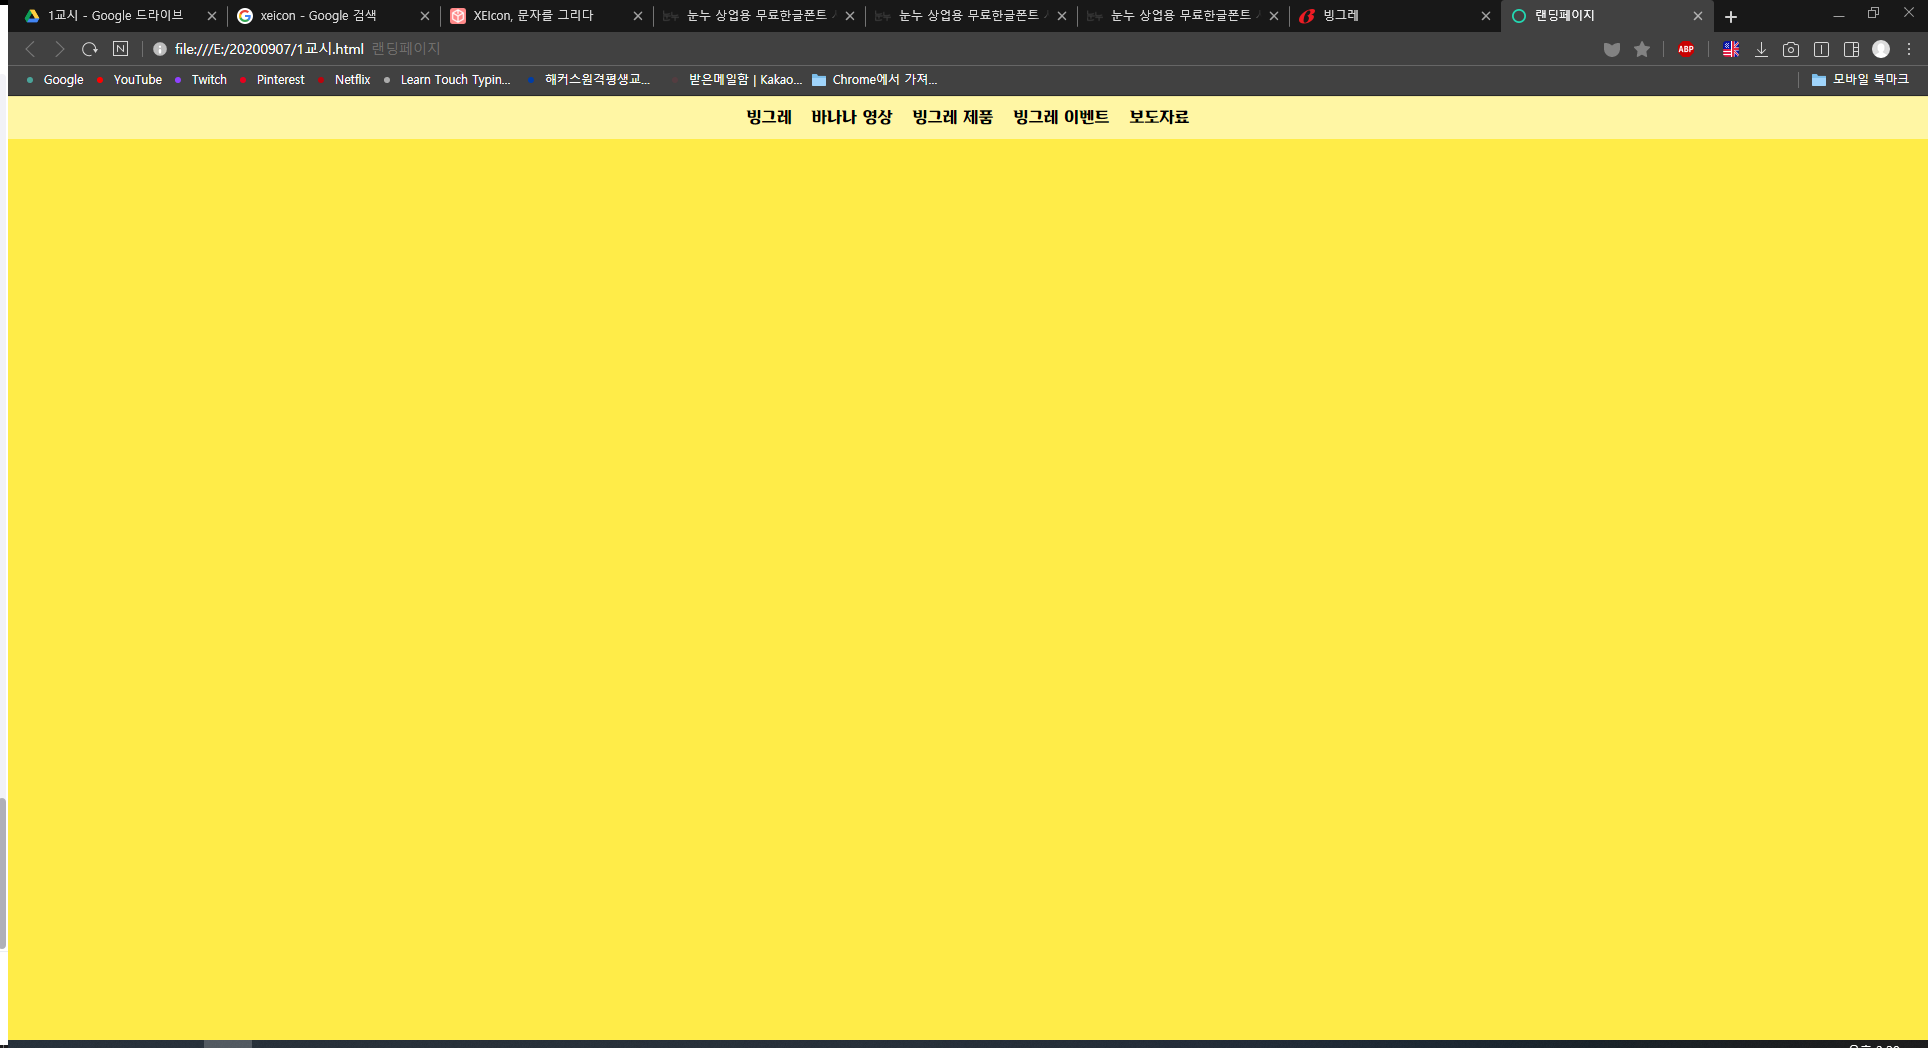 1교시 - Google 드라이브
xeicon - Google 검색
XEIcon, 문자를 그리다
눈누 상업용 무료한글폰트
눈누 상업용 무료한글폰트
눈누 상업용 무료한글폰트
빙그레
랜딩페이지
N
file:///E:/20200907/1교시.html 랜딩페이지
ABP
Google YouTube Twitch Pinterest Netflix Learn Touch Typin... 해커스원격평생교... 받은메일함 | Kakao... Chrome에서 가져... 모바일 북마크
빙그레 바나나 영상 빙그레 제품 빙그레 이벤트 보도자료